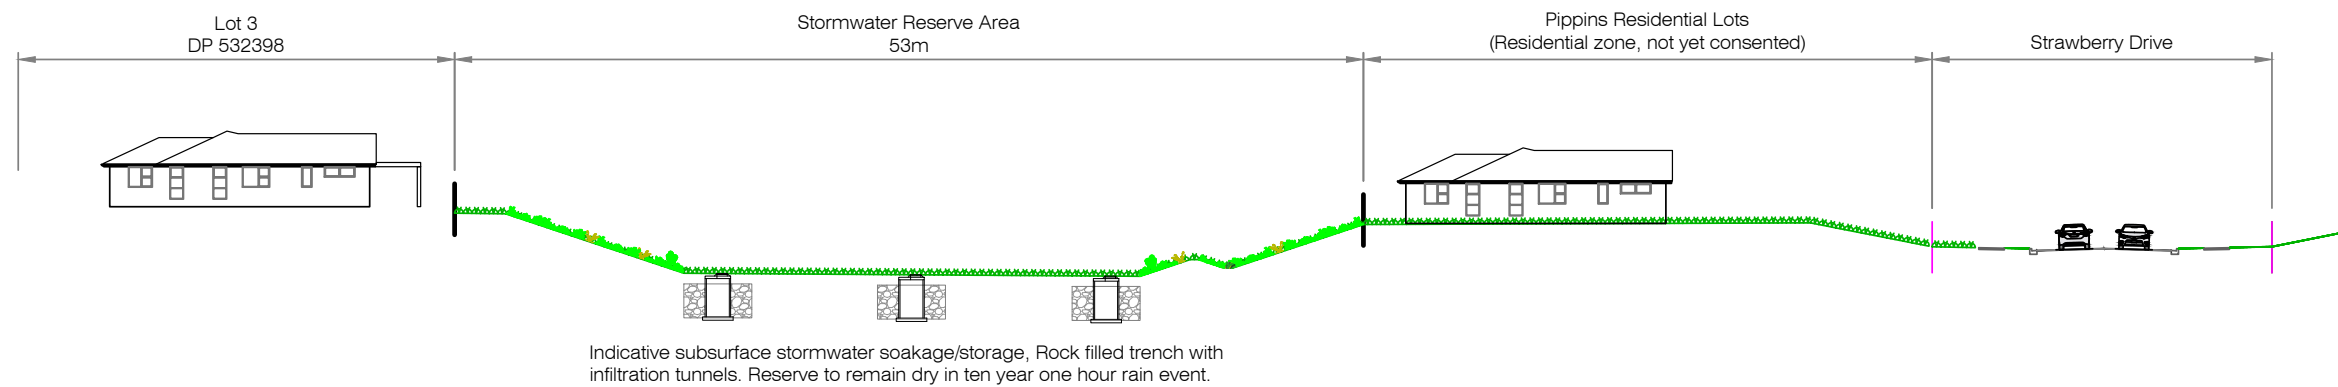 Lot 3
DP 532398
Stormwater Reserve Area
53m
Pippins Residential Lots
(Residential zone, not yet consented)
Strawberry Drive
Indicative subsurface stormwater soakage/storage, Rock filled trench with
infiltration tunnels. Reserve to remain dry in ten year one hour rain event.